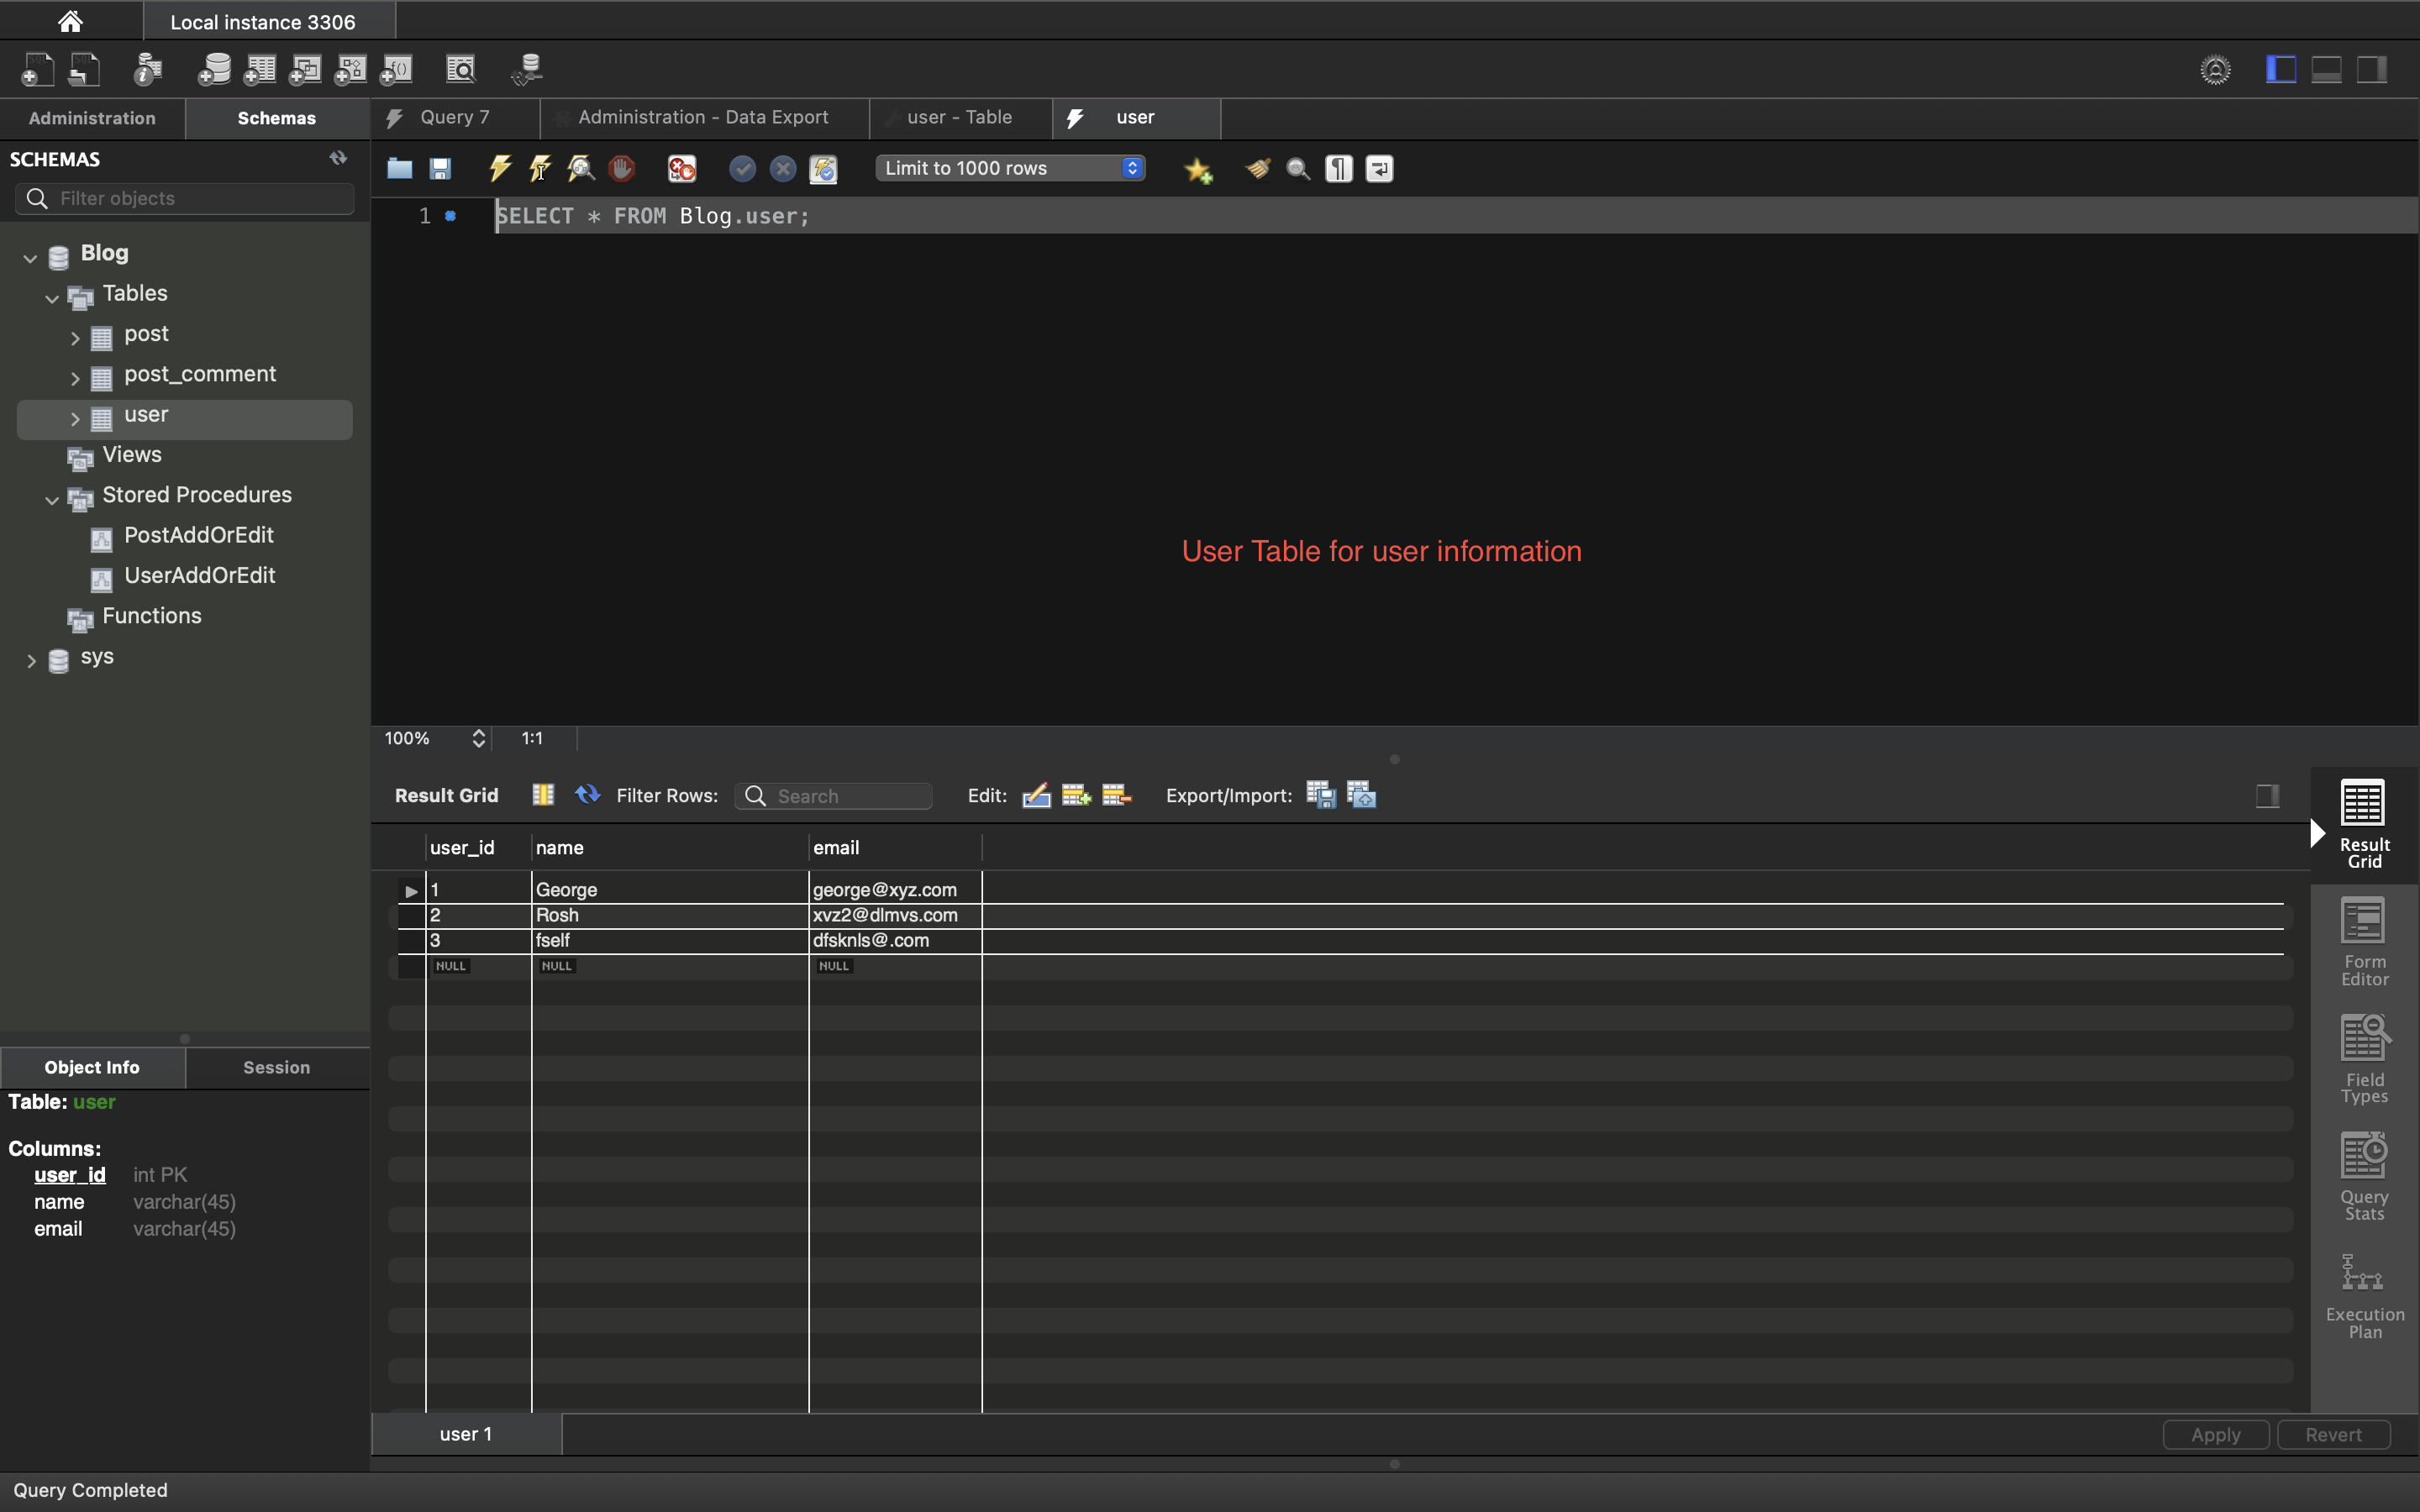 Local instance 3306
Administration
Schemas
Query 7
Administration - Data Export
user - Table
user
SCHEMAS
Filter objects
Limit to 1000 rows
1
SELECT * FROM Blog.user;
Blog
Tables
post
post_comment
user
Views
Stored Procedures
PostAddOrEdit
UserAddOrEdit
Functions
sys
User Table for user information
100%
1:1
Result Grid
Filter Rows:
Search
Edit:
Export/Import:
user_id name email
1 George george@xyz.com
2 Rosh xvz2@dlmvs.com
3 fself dfsknls@.com
NULL NULL NULL
Result
Grid
Form
Editor
Field
Types
Query
Stats
Execution
Plan
Object Info
Session
Table: user
Columns:
user_id int PK
name varchar(45)
email varchar(45)
user 1
Apply
Revert
Query Completed